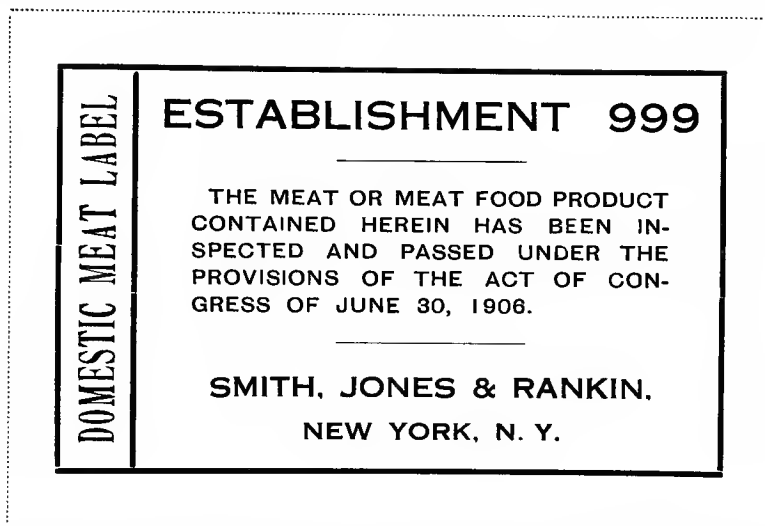 DOMESTIC MEAT LABEL
ESTABLISHMENT 999
THE MEAT OR MEAT FOOD PRODUCT
CONTAINED HEREIN HAS BEEN IN-
SPECTED AND PASSED UNDER THE
PROVISIONS OF THE ACT OF CON-
GRESS OF JUNE 30, 1906.
SMITH, JONES & RANKIN,
NEW YORK, N. Y.